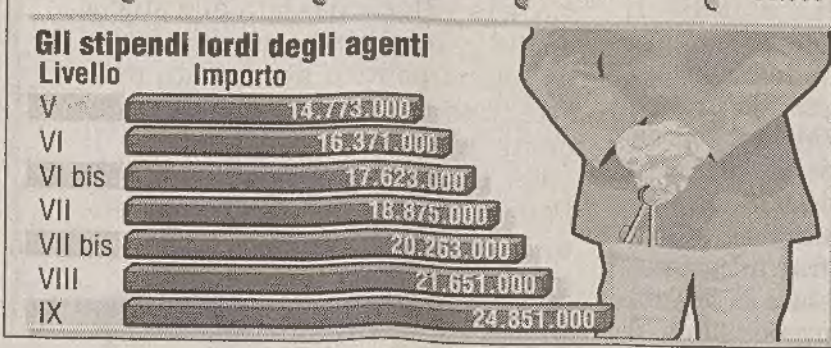 Gli stipendi lordi degli agenti
Livello Importo
V 14.773.000
VI 16.371.000
VI bis 17.623.000
VII 18.875.000
VII bis 20.263.000
VIII 21.651.000
IX 24.851.000